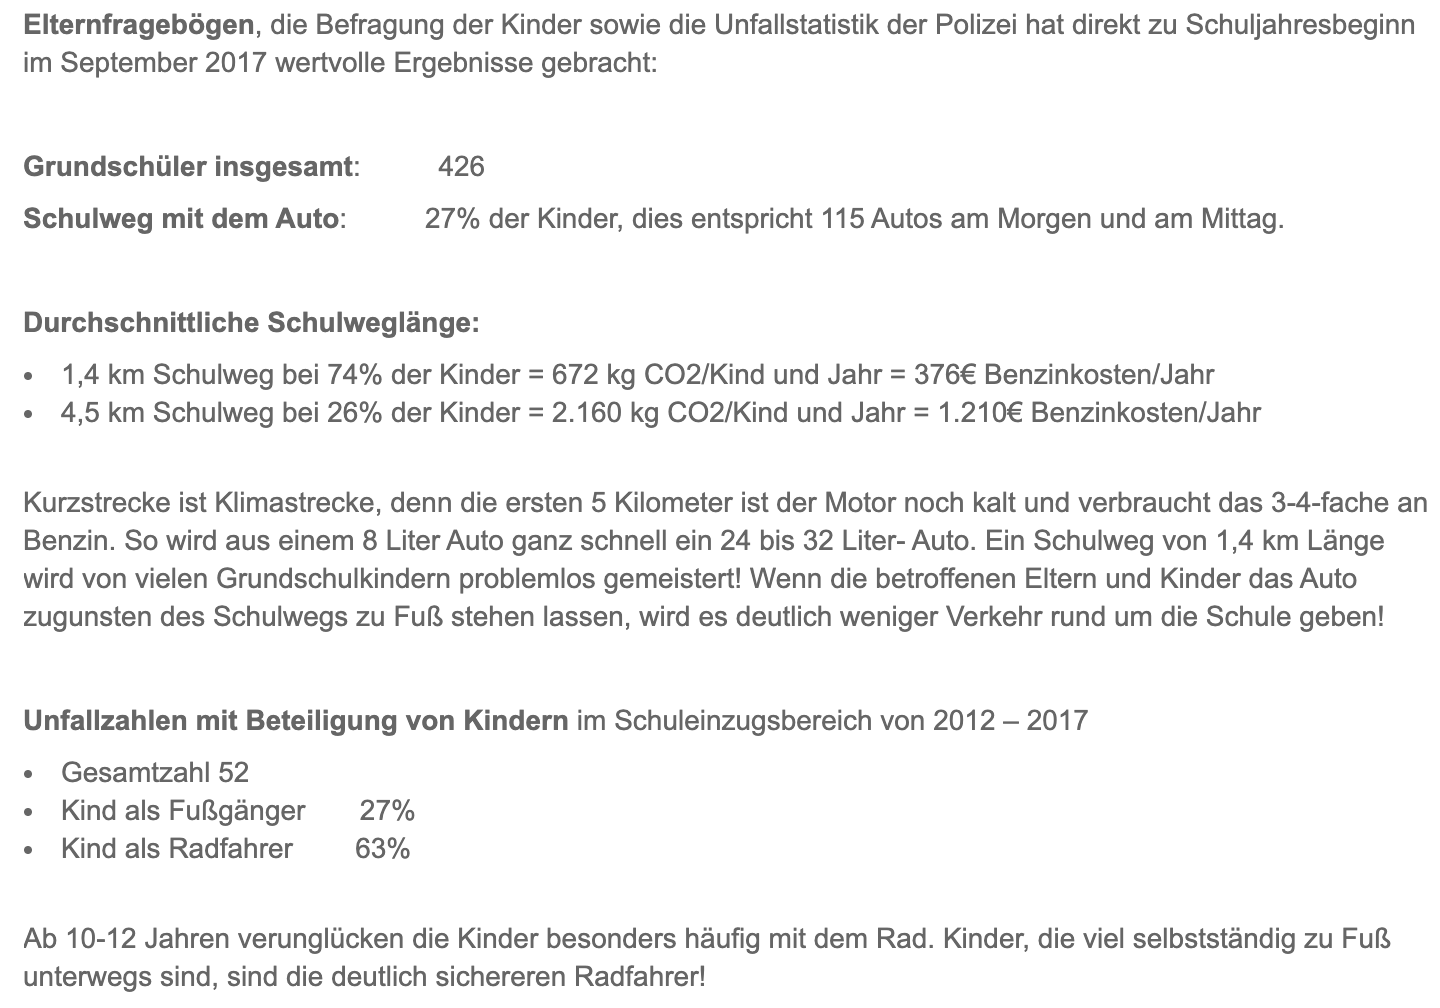 Elternfragebögen, die Befragung der Kinder sowie die Unfallstatistik der Polizei hat direkt zu Schuljahresbeginn
im September 2017 wertvolle Ergebnisse gebracht:
Grundschüler insgesamt: 426
Schulweg mit dem Auto: 27% der Kinder, dies entspricht 115 Autos am Morgen und am Mittag.
Durchschnittliche Schulweglänge:
• 1,4 km Schulweg bei 74% der Kinder = 672 kg CO2/Kind und Jahr = 376€ Benzinkosten/Jahr
• 4,5 km Schulweg bei 26% der Kinder = 2.160 kg CO2/Kind und Jahr = 1.210€ Benzinkosten/Jahr
Kurzstrecke ist Klimastrecke, denn die ersten 5 Kilometer ist der Motor noch kalt und verbraucht das 3-4-fache an
Benzin. So wird aus einem 8 Liter Auto ganz schnell ein 24 bis 32 Liter- Auto. Ein Schulweg von 1,4 km Länge
wird von vielen Grundschulkindern problemlos gemeistert! Wenn die betroffenen Eltern und Kinder das Auto
zugunsten des Schulwegs zu Fuß stehen lassen, wird es deutlich weniger Verkehr rund um die Schule geben!
Unfallzahlen mit Beteiligung von Kindern im Schuleinzugsbereich von 2012 – 2017
• Gesamtzahl 52
• Kind als Fußgänger 27%
• Kind als Radfahrer 63%
Ab 10-12 Jahren verunglücken die Kinder besonders häufig mit dem Rad. Kinder, die viel selbstständig zu Fuß
unterwegs sind, sind die deutlich sichereren Radfahrer!